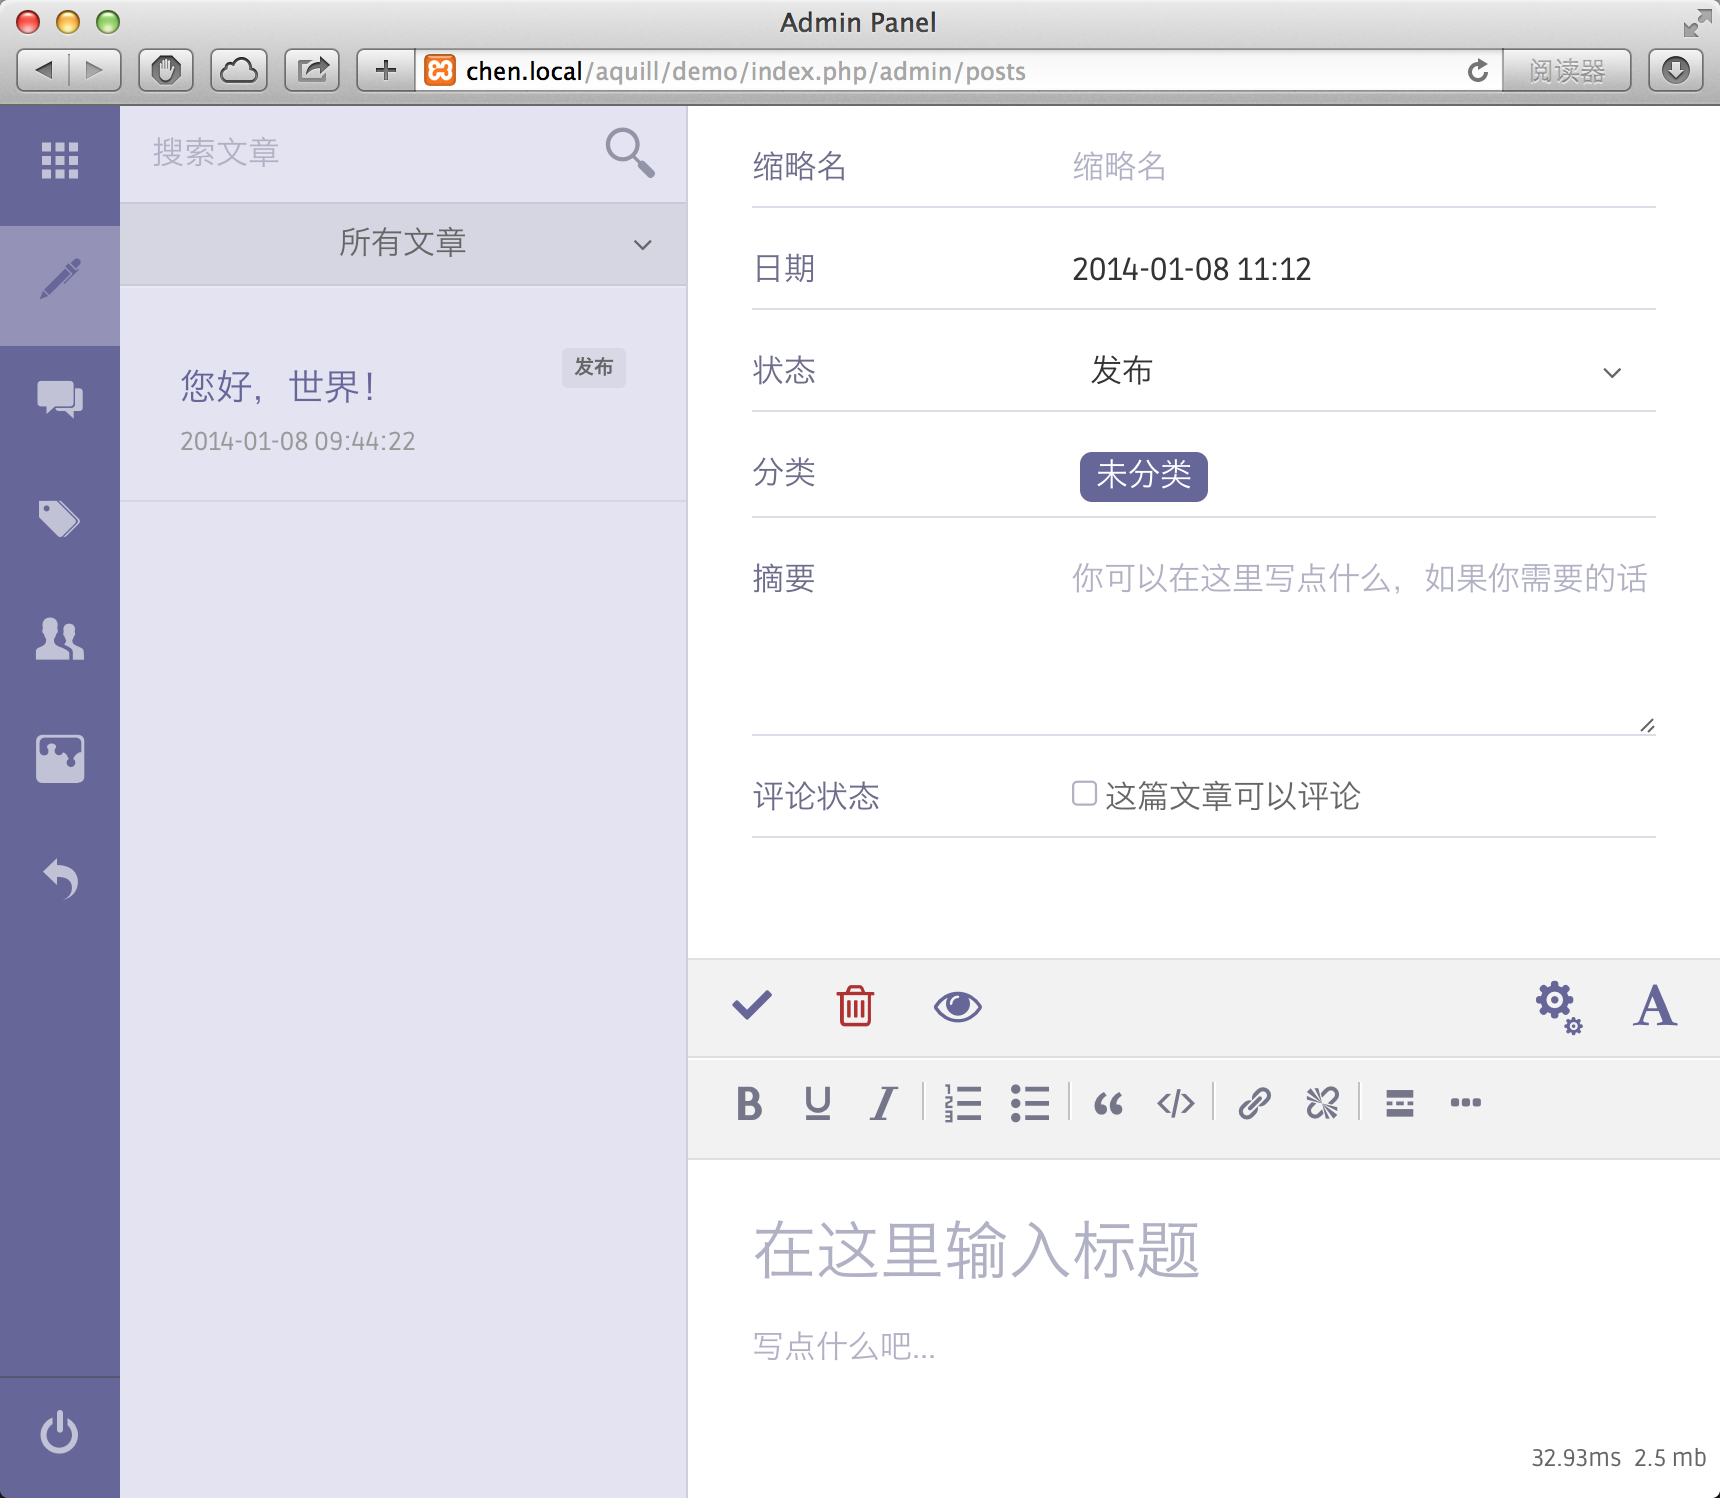 Admin Panel
chen.local/aquill/demo/index.php/admin/posts
阅读器
搜索文章
所有文章
您好，世界！
发布
2014-01-08 09:44:22
缩略名
缩略名
日期
2014-01-08 11:12
状态
发布
分类
未分类
摘要
你可以在这里写点什么，如果你需要的话
评论状态
这篇文章可以评论
A
B U I
1
2
3
在这里输入标题
写点什么吧...
32.93ms 2.5 mb